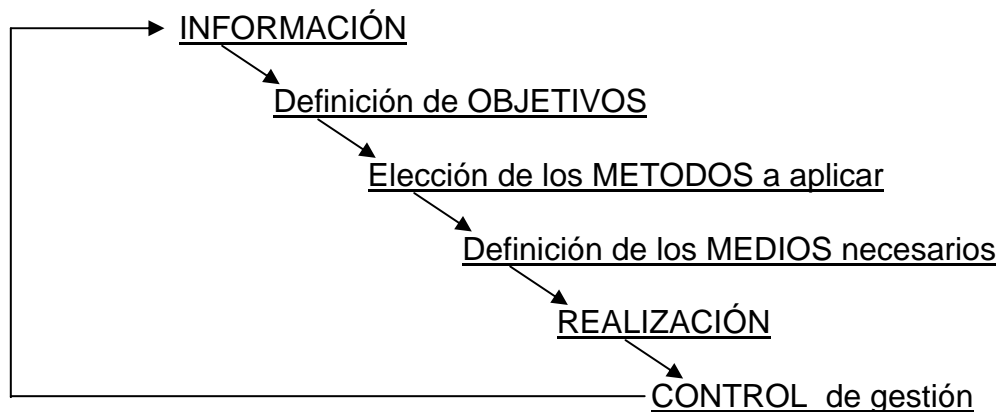 INFORMACIÓN
Definición de OBJETIVOS
Elección de los METODOS a aplicar
Definición de los MEDIOS necesarios
REALIZACIÓN
CONTROL  de gestión